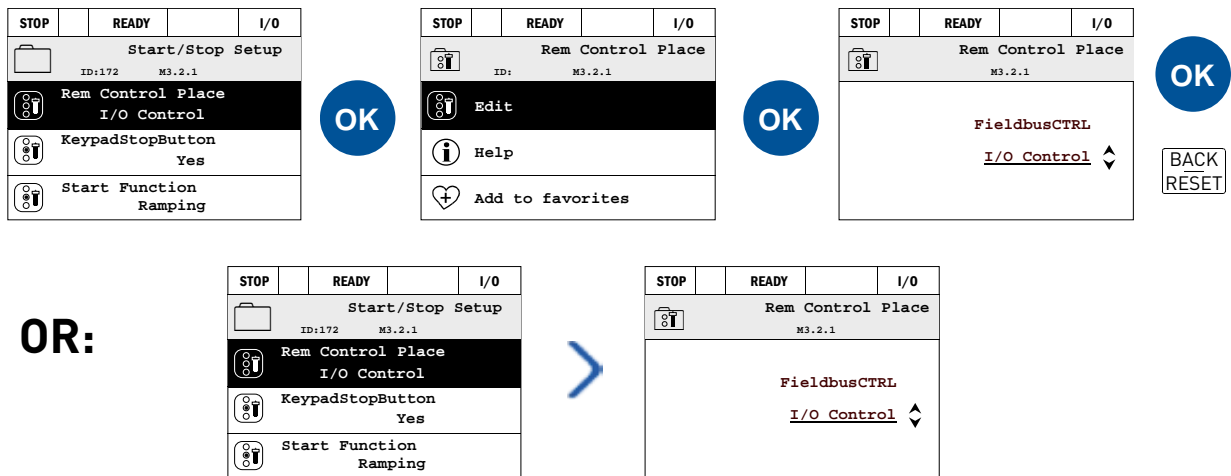 STOP READY I/O
Start/Stop Setup
ID:172 M3.2.1
Rem Control Place
I/O Control
KeypadStopButton
Yes
Start Function
Ramping
OK
STOP READY I/O
Rem Control Place
ID: M3.2.1
Edit
Help
Add to favorites
OK
STOP READY I/O
Rem Control Place
M3.2.1
FieldbusCTRL
I/O Control
OK
BACK
RESET
OR:
STOP READY I/O
Start/Stop Setup
ID:172 M3.2.1
Rem Control Place
I/O Control
KeypadStopButton
Yes
Start Function
Ramping
STOP READY I/O
Rem Control Place
M3.2.1
FieldbusCTRL
I/O Control